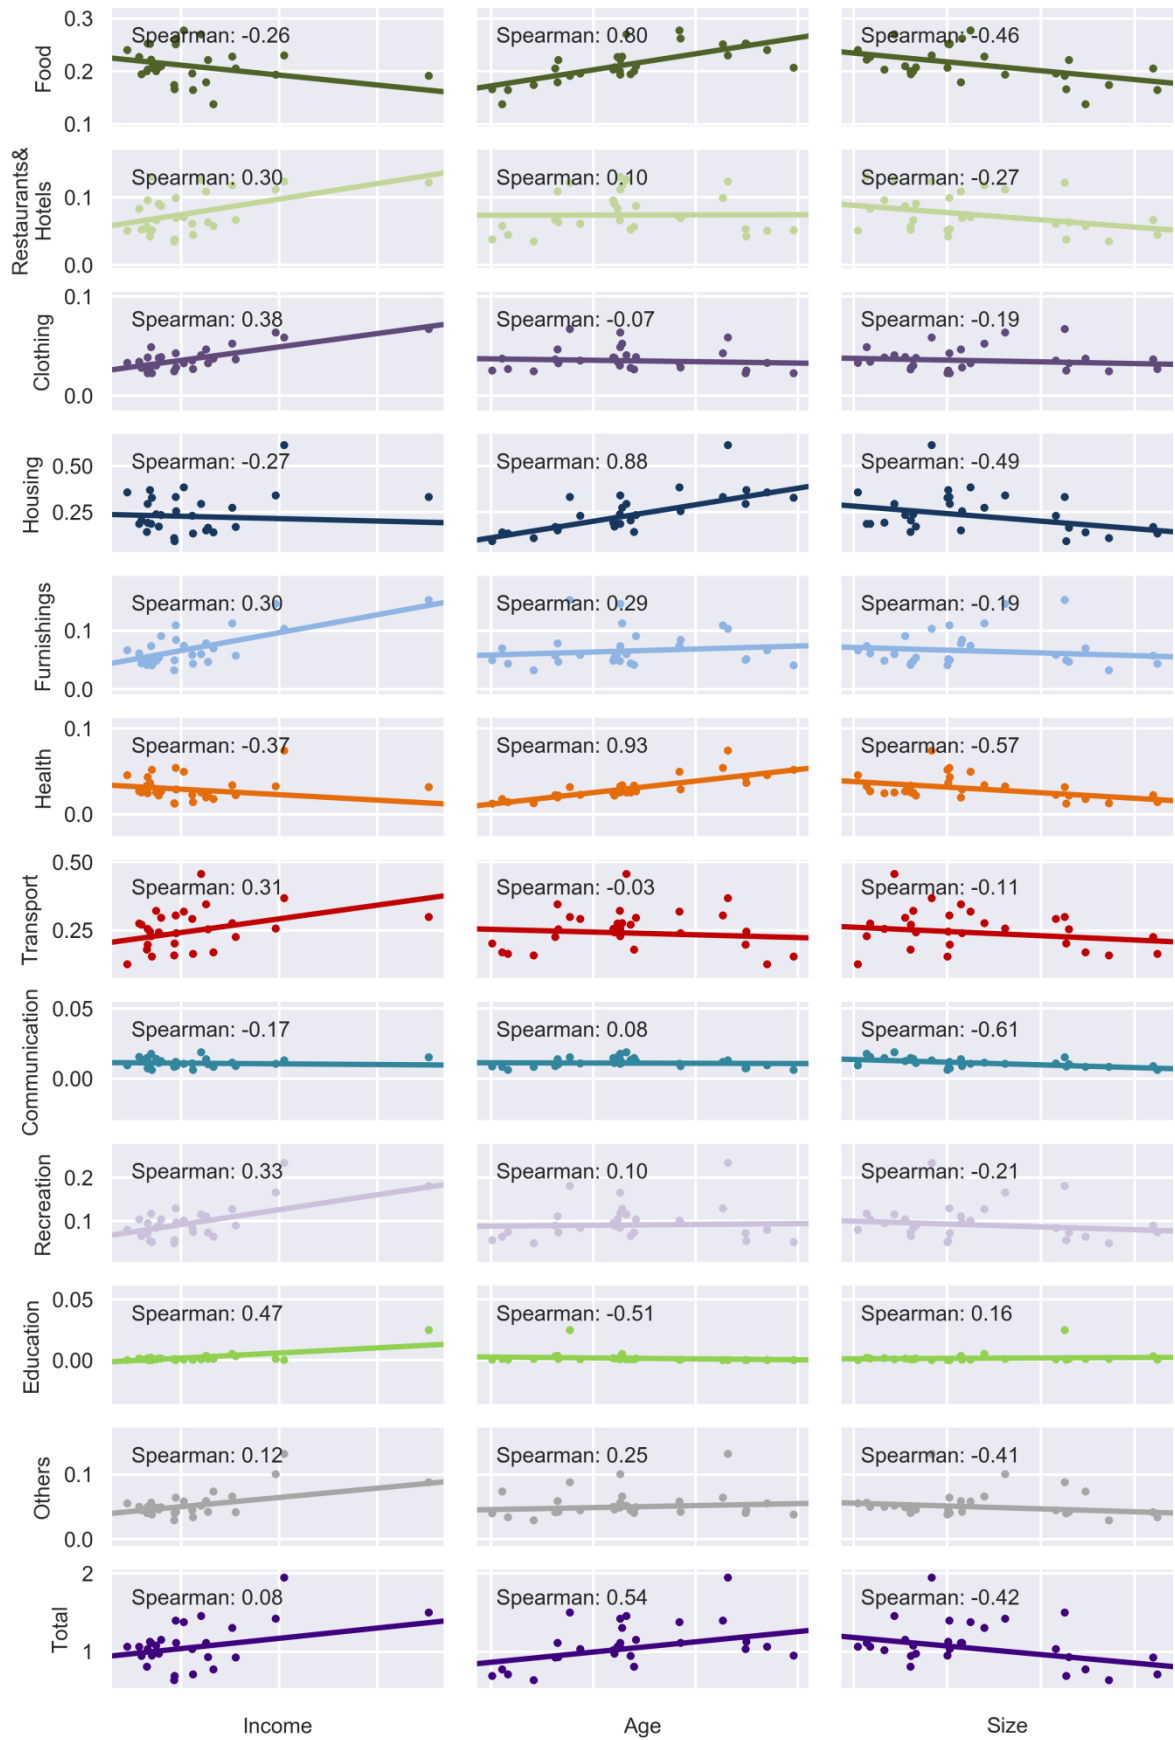 Food
0.3
0.2
0.1
Spearman: -0.26
Spearman: 0.80
Spearman: -0.46
Restaurants&
Hotels
0.1
0.0
Spearman: 0.30
Spearman: 0.10
Spearman: -0.27
Clothing
0.1
0.0
Spearman: 0.38
Spearman: -0.07
Spearman: -0.19
Housing
0.50
0.25
Spearman: -0.27
Spearman: 0.88
Spearman: -0.49
Furnishings
0.1
0.0
Spearman: 0.30
Spearman: 0.29
Spearman: -0.19
Health
0.1
0.0
Spearman: -0.37
Spearman: 0.93
Spearman: -0.57
Transport
0.50
0.25
Spearman: 0.31
Spearman: -0.03
Spearman: -0.11
Communication
0.05
0.00
Spearman: -0.17
Spearman: 0.08
Spearman: -0.61
Recreation
0.2
0.1
Spearman: 0.33
Spearman: 0.10
Spearman: -0.21
Education
0.05
0.00
Spearman: 0.47
Spearman: -0.51
Spearman: 0.16
Others
0.1
0.0
Spearman: 0.12
Spearman: 0.25
Spearman: -0.41
Total
2
1
Spearman: 0.08
Spearman: 0.54
Spearman: -0.42
Income
Age
Size